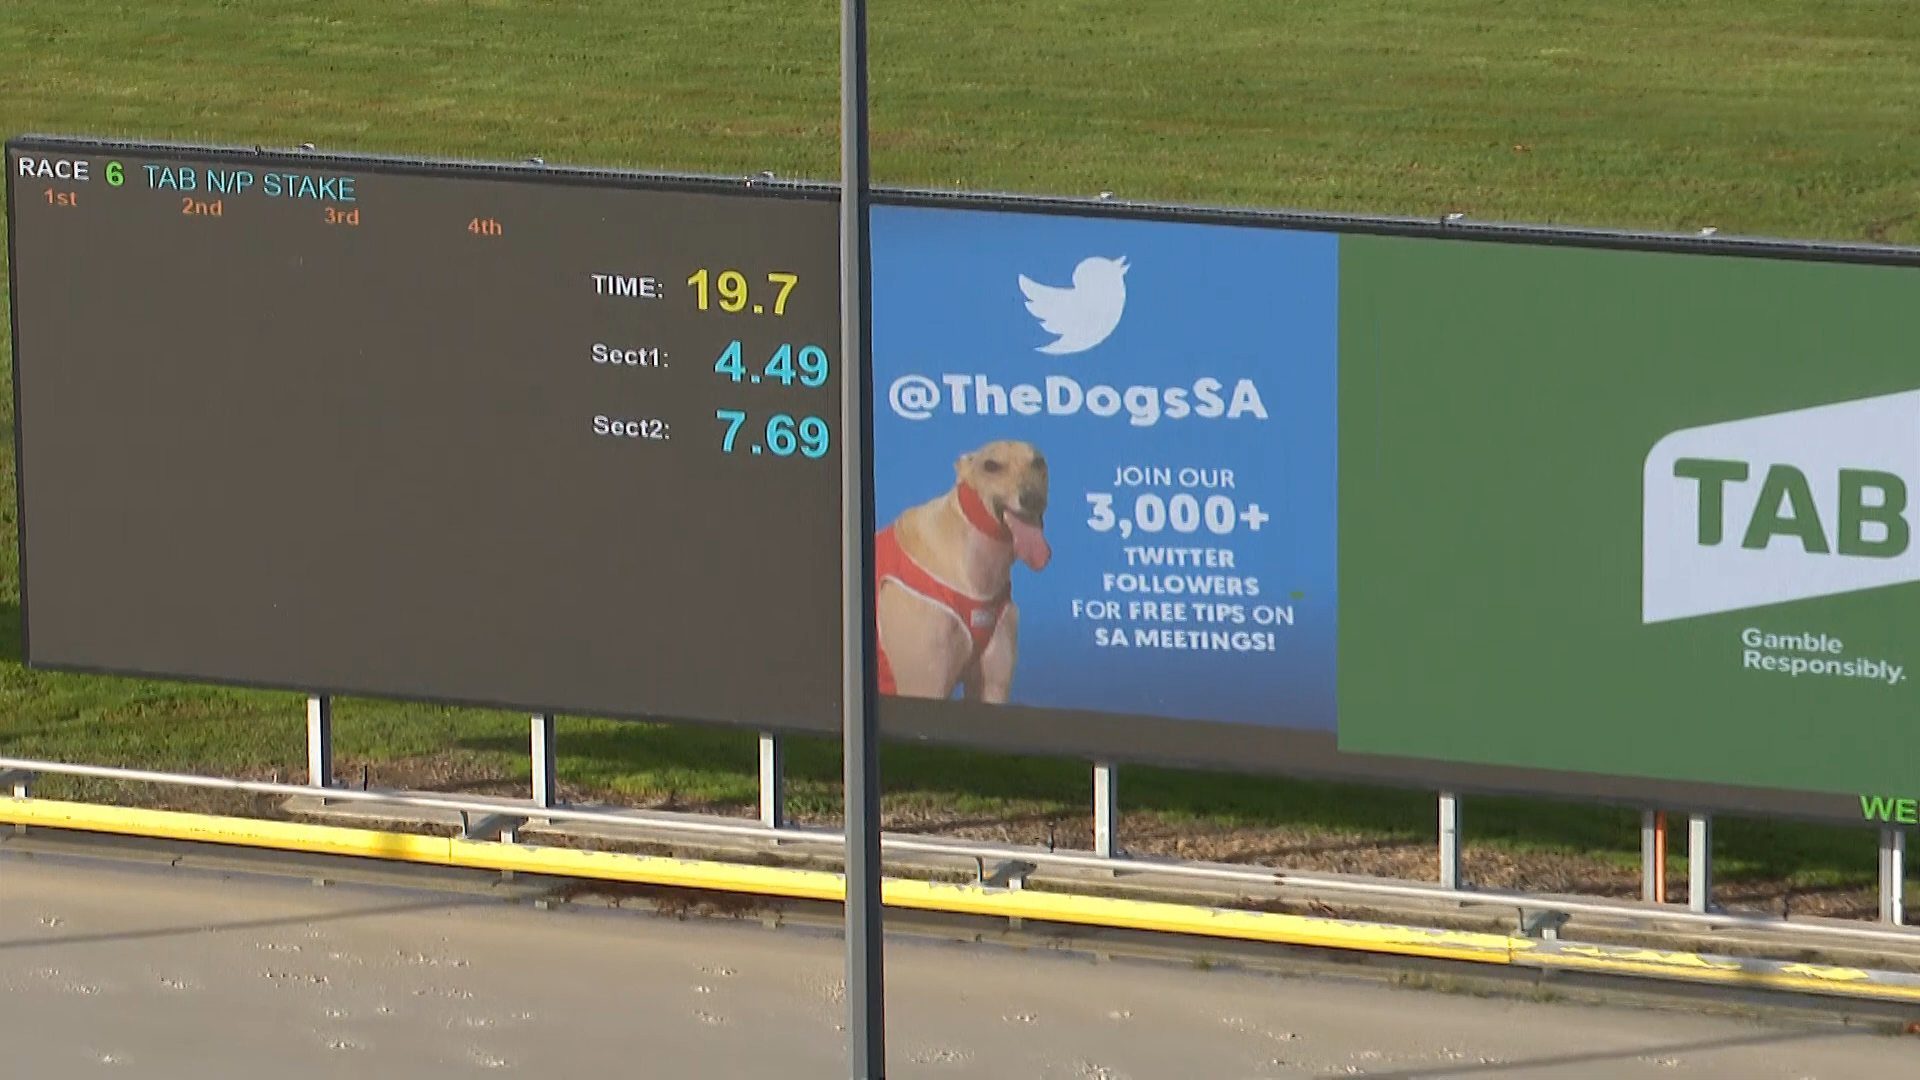 RACE 6 TAB N/P STAKE
1st 2nd 3rd 4th
TIME: 19.7
Sect1: 4.49
Sect2: 7.69
@TheDogsSA
JOIN OUR
3,000+
TWITTER
FOLLOWERS
FOR FREE TIPS ON
SA MEETINGS!
TAB
Gamble
Responsibly.
WE